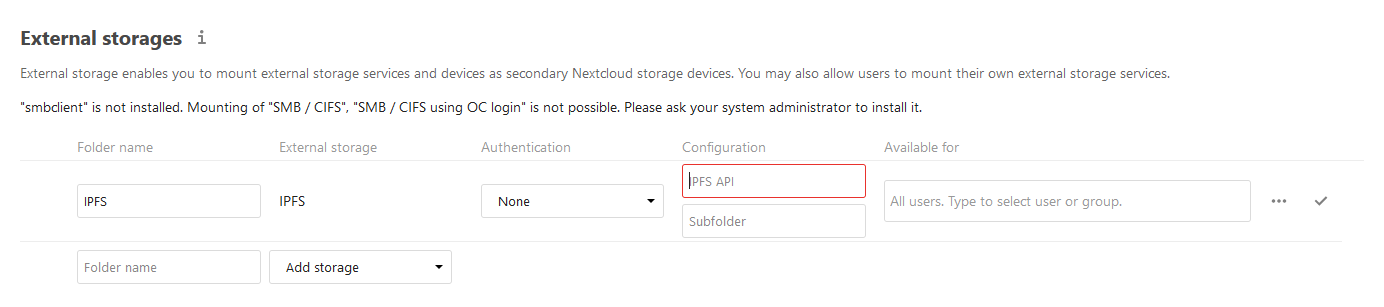 External storages i
External storage enables you to mount external storage services and devices as secondary Nextcloud storage devices. You may also allow users to mount their own external storage services.
"smbclient" is not installed. Mounting of "SMB / CIFS", "SMB / CIFS using OC login" is not possible. Please ask your system administrator to install it.
Folder name External storage Authentication Configuration Available for
IPFS IPFS None IPFS API All users. Type to select user or group.
Subfolder
Folder name Add storage